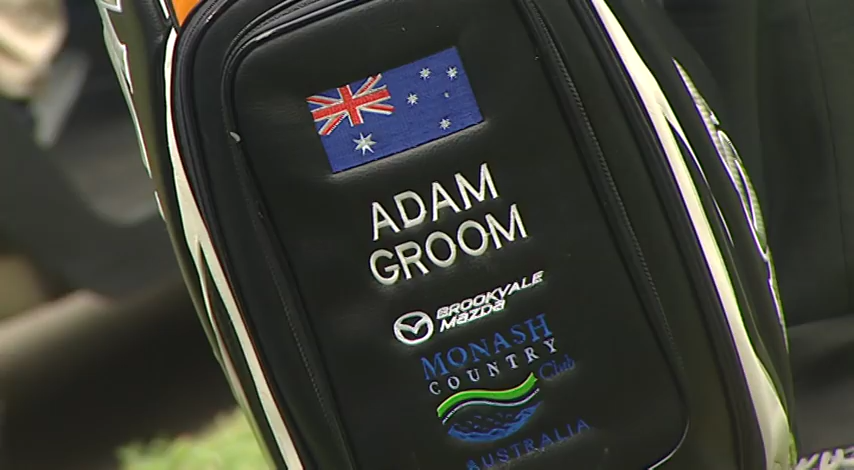 ADAM
GROOM
BROOKVALE
mazda
MONASH
COUNTRY
Club
AUSTRALIA